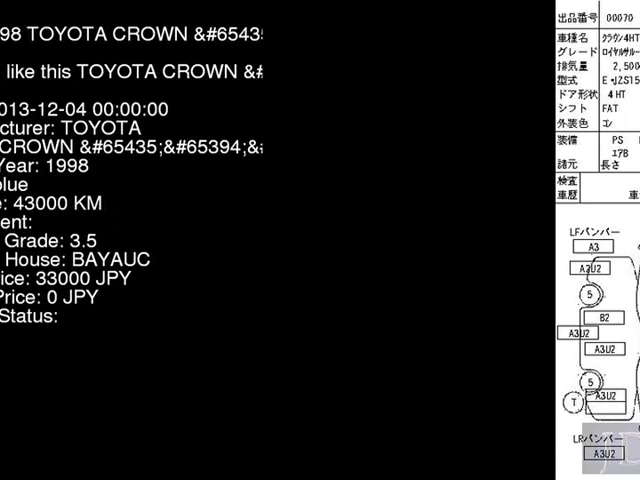 98 TOYOTA CROWN &#65435
like this TOYOTA CROWN &#
013-12-04 00:00:00
cturer: TOYOTA
CROWN &#65435;&#65394;&
Year: 1998
blue
e: 43000 KM
ent:
Grade: 3.5
House: BAYAUC
ice: 33000 JPY
Price: 0 JPY
Status:
出品番号 00070
車種名 クラウン4HT
グレード ロイヤルサルー
排気量 2,500
型式 E-JZS15
ドア形状 4HT
シフト FAT
外装色 コン
装備 PS
エアB
諸元 長さ
検査
車歴 車
LFバンパー
A3
A3U2
5
B2
A3U2
A3U2
5
A3U2
T
LRバンパー
A3U2